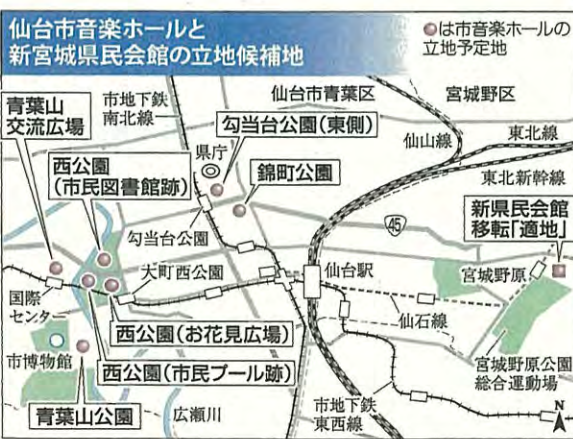 仙台市音楽ホールと
新宮城県民会館の立地候補地
●は市音楽ホールの
立地予定地
青葉山
交流広場
市地下鉄
南北線
仙台市青葉区
宮城野区
勾当台公園(東側)
仙山線
東北線
県庁
西公園
(市民図書館跡)
錦町公園
東北新幹線
45
新県民会館
移転「適地」
勾当台公園
大町西公園
仙台駅
宮城野原
国際
センター
仙石線
西公園(お花見広場)
市博物館
西公園(市民プール跡)
宮城野原公園
総合運動場
青葉山公園
広瀬川
市地下鉄
東西線
N